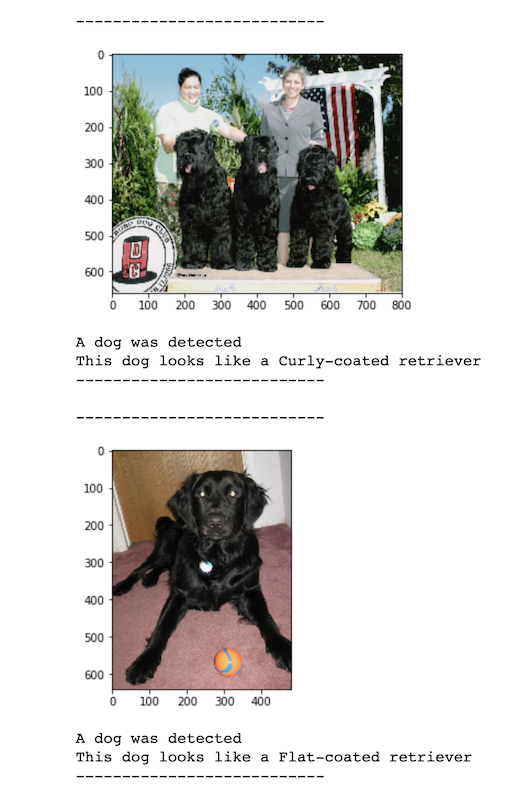 ---------------------------
0
100
200
300
400
500
600
0 100 200 300 400 500 600 700 800
DOG CLUB
D
G
A dog was detected
This dog looks like a Curly-coated retriever
---------------------------
---------------------------
0
100
200
300
400
500
600
0 100 200 300 400
A dog was detected
This dog looks like a Flat-coated retriever
---------------------------